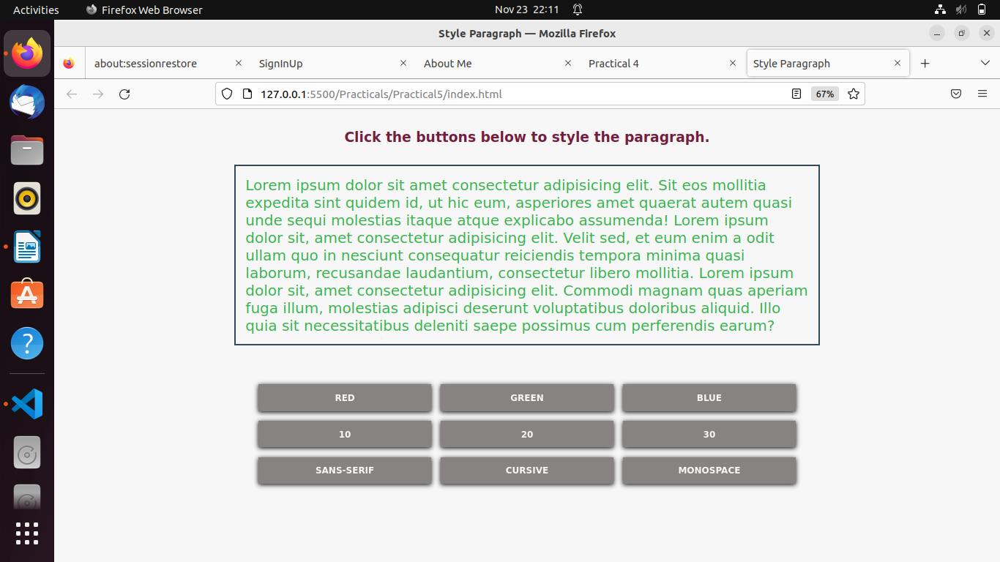 Activities Firefox Web Browser Nov 23 22:11
Style Paragraph — Mozilla Firefox
about:sessionrestore SignInUp About Me Practical 4 Style Paragraph
127.0.0.1:5500/Practicals/Practical5/index.html 67%
Click the buttons below to style the paragraph.
Lorem ipsum dolor sit amet consectetur adipisicing elit. Sit eos mollitia
expedita sint quidem id, ut hic eum, asperiores amet quaerat autem quasi
unde sequi molestias itaque atque explicabo assumenda! Lorem ipsum
dolor sit, amet consectetur adipisicing elit. Velit sed, et eum enim a odit
ullam quo in nesciunt consequatur reiciendis tempora minima quasi
laborum, recusandae laudantium, consectetur libero mollitia. Lorem ipsum
dolor sit, amet consectetur adipisicing elit. Commodi magnam quas aperiam
fuga illum, molestias adipisci deserunt voluptatibus doloribus aliquid. Illo
quia sit necessitatibus deleniti saepe possimus cum perferendis earum?
RED GREEN BLUE
10 20 30
SANS-SERIF CURSIVE MONOSPACE